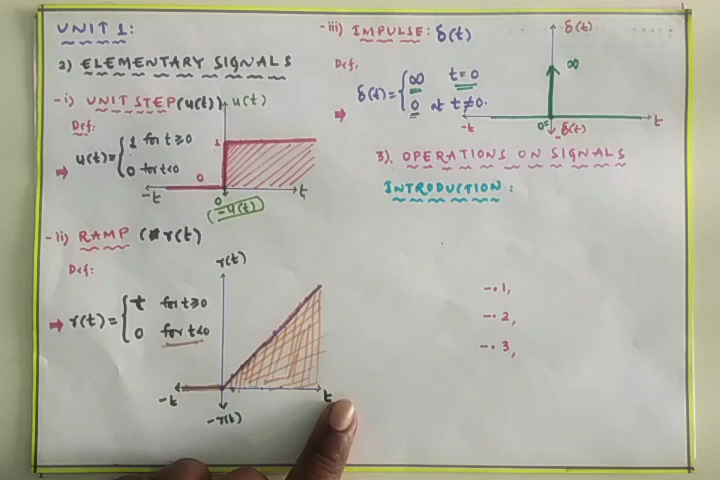 UNIT 1:
2) ELEMENTARY SIGNALS
-i) UNIT STEP(u(t))
Def:
u(t)={1 for t≥0
0 for t<0
u(t)
1
0
-t
t
0
(-u(t))
-ii) RAMP ( r(t)
Def:
r(t)={t for t≥0
0 for t<0
r(t)
-t
t
-r(t)
-iii) IMPULSE: δ(t)
Def:
δ(t)={∞ t=0
0 at t≠0.
δ(t)
∞
-t
0
t
-δ(t)
3). OPERATIONS ON SIGNALS
INTRODUCTION:
-.1,
-.2,
-.3,